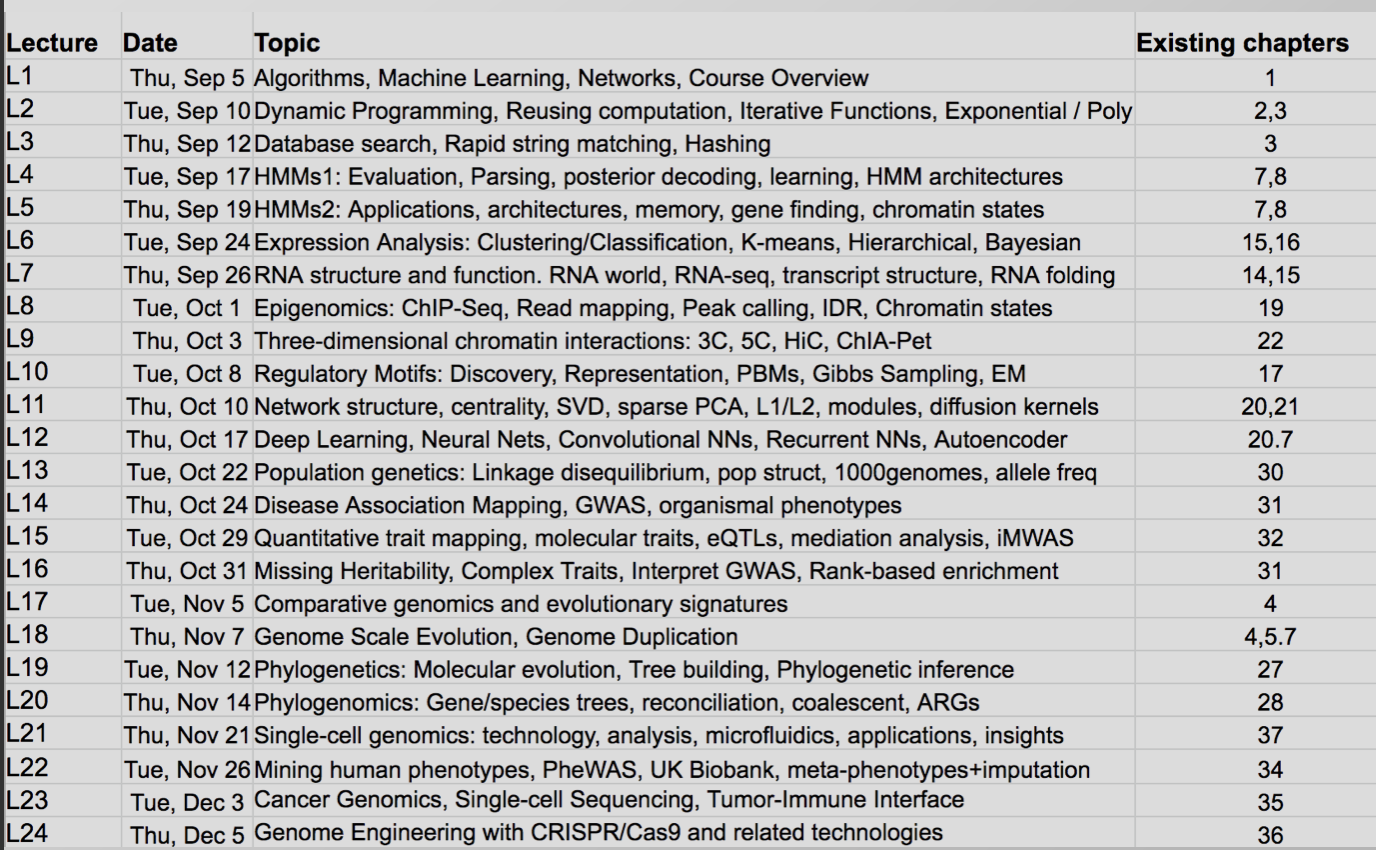 Lecture Date Topic Existing chapters
L1 Thu, Sep 5 Algorithms, Machine Learning, Networks, Course Overview 1
L2 Tue, Sep 10 Dynamic Programming, Reusing computation, Iterative Functions, Exponential / Poly 2,3
L3 Thu, Sep 12 Database search, Rapid string matching, Hashing 3
L4 Tue, Sep 17 HMMs1: Evaluation, Parsing, posterior decoding, learning, HMM architectures 7,8
L5 Thu, Sep 19 HMMs2: Applications, architectures, memory, gene finding, chromatin states 7,8
L6 Tue, Sep 24 Expression Analysis: Clustering/Classification, K-means, Hierarchical, Bayesian 15,16
L7 Thu, Sep 26 RNA structure and function. RNA world, RNA-seq, transcript structure, RNA folding 14,15
L8 Tue, Oct 1 Epigenomics: ChIP-Seq, Read mapping, Peak calling, IDR, Chromatin states 19
L9 Thu, Oct 3 Three-dimensional chromatin interactions: 3C, 5C, HiC, ChIA-Pet 22
L10 Tue, Oct 8 Regulatory Motifs: Discovery, Representation, PBMs, Gibbs Sampling, EM 17
L11 Thu, Oct 10 Network structure, centrality, SVD, sparse PCA, L1/L2, modules, diffusion kernels 20,21
L12 Thu, Oct 17 Deep Learning, Neural Nets, Convolutional NNs, Recurrent NNs, Autoencoder 20.7
L13 Tue, Oct 22 Population genetics: Linkage disequilibrium, pop struct, 1000genomes, allele freq 30
L14 Thu, Oct 24 Disease Association Mapping, GWAS, organismal phenotypes 31
L15 Tue, Oct 29 Quantitative trait mapping, molecular traits, eQTLs, mediation analysis, iMWAS 32
L16 Thu, Oct 31 Missing Heritability, Complex Traits, Interpret GWAS, Rank-based enrichment 31
L17 Tue, Nov 5 Comparative genomics and evolutionary signatures 4
L18 Thu, Nov 7 Genome Scale Evolution, Genome Duplication 4,5.7
L19 Tue, Nov 12 Phylogenetics: Molecular evolution, Tree building, Phylogenetic inference 27
L20 Thu, Nov 14 Phylogenomics: Gene/species trees, reconciliation, coalescent, ARGs 28
L21 Thu, Nov 21 Single-cell genomics: technology, analysis, microfluidics, applications, insights 37
L22 Tue, Nov 26 Mining human phenotypes, PheWAS, UK Biobank, meta-phenotypes+imputation 34
L23 Tue, Dec 3 Cancer Genomics, Single-cell Sequencing, Tumor-Immune Interface 35
L24 Thu, Dec 5 Genome Engineering with CRISPR/Cas9 and related technologies 36